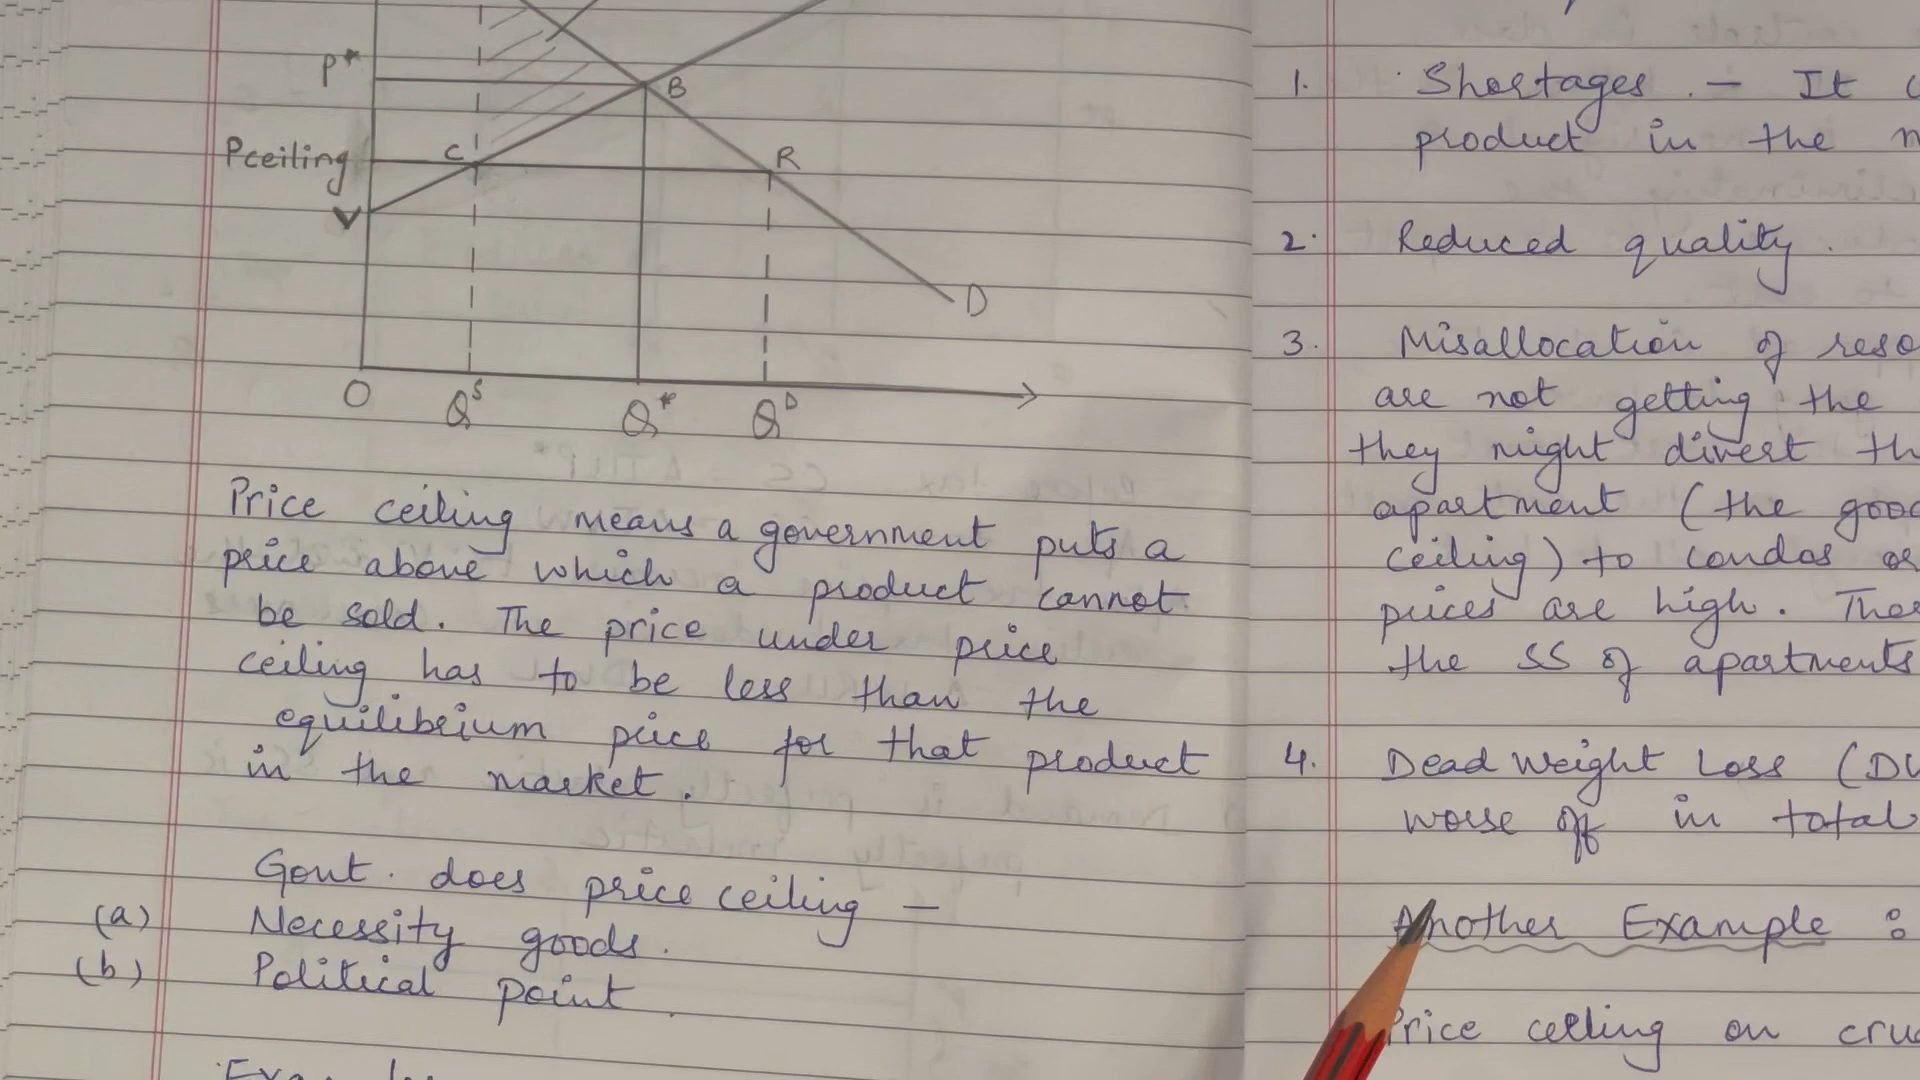 P*
B
Pceiling
C
R
V
D
O
Q^S
Q*
Q^D
Price ceiling means a government puts a
price above which a product cannot
be sold. The price under price
ceiling has to be less than the
equilibrium price for that product
in the market.
Govt. does price ceiling —
(a) Necessity goods.
(b) Political point
1. Shortages. — It
product in the
2. Reduced quality.
3. Misallocation of
are not getting the
they might divert
apartment (the
ceiling) to condos or
prices are high.
the SS of apartments
4. Dead Weight Loss
worse off in total
Another Example :
Price ceiling on